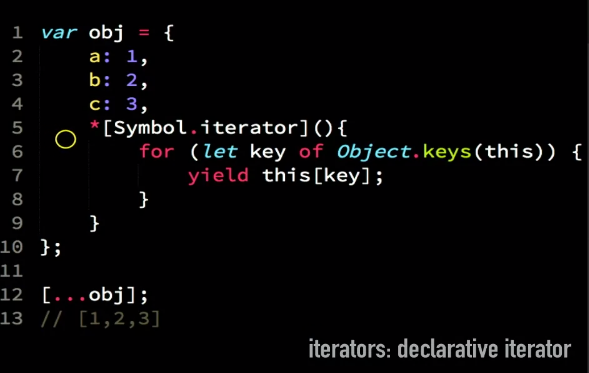 1 var obj = {
2     a: 1,
3     b: 2,
4     c: 3,
5     *[Symbol.iterator](){
6         for (let key of Object.keys(this)) {
7             yield this[key];
8         }
9     }
10 };
11
12 [...obj];
13 // [1,2,3]
iterators: declarative iterator